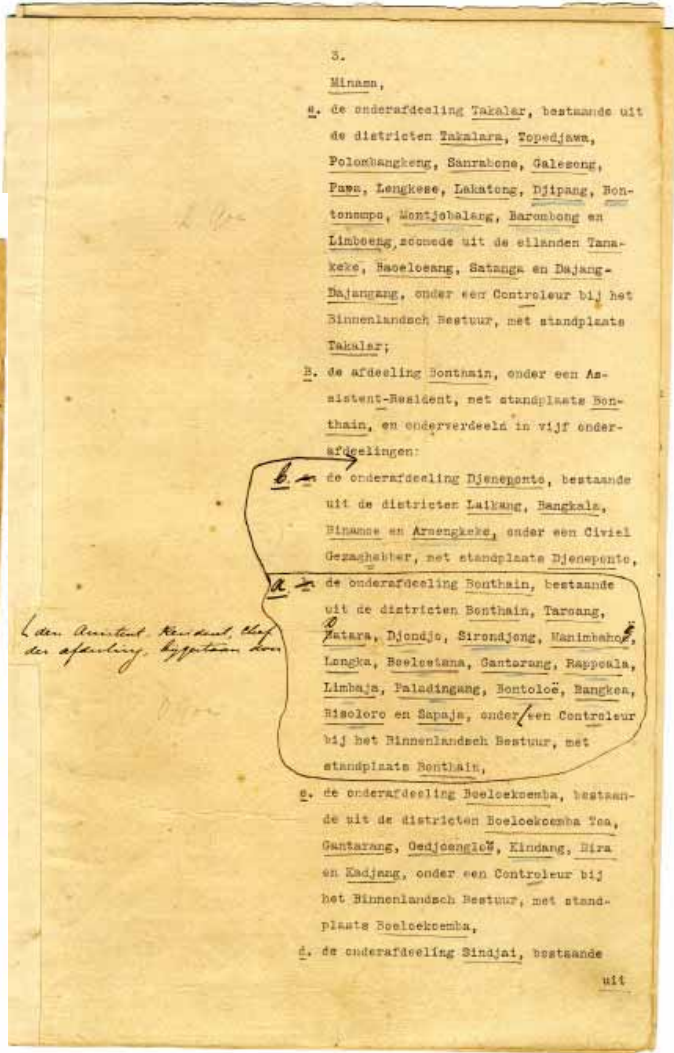 3.
Minasa,
e. de onderafdeeling Takalar, bestaande uit
de districten Takalara, Topedjawa,
Polombangkeng, Sanrabone, Galesong,
Pawa, Lengkese, Lakatong, Djipang, Bon-
tonompo, Montjobalang, Barombong en
Limboeng, zoomede uit de eilanden Tana-
keke, Baoeloeang, Satanga en Dajang-
Dajangang, onder een Controleur bij het
Binnenlandsch Bestuur, met standplaats
Takalar;
B. de afdeeling Bonthain, onder een As-
sistent-Resident, met standplaats Bon-
thain, en onderverdeeld in vijf onder-
afdeelingen:
b. de onderafdeeling Djeneponto, bestaande
uit de districten Laikang, Bangkala,
Binamoe en Aroengkeke, onder een Civiel
Gezaghebber, met standplaats Djeneponto,
a. de onderafdeeling Bonthain, bestaande
uit de districten Bonthain, Taroang,
Batara, Djondjo, Sirondjong, Manimbahoë,
Longka, Boeloetana, Gantarang, Rappoala,
Limbaja, Paladingang, Bontoloë, Bangkea,
Risoloro en Sapaja, onder een Controleur
den Assistent-Resident, Chef
der afdeeling, bijgestaan door
bij het Binnenlandsch Bestuur, met
standplaats Bonthain,
c. de onderafdeeling Boeloekoemba, bestaan-
de uit de districten Boeloekoemba Toa,
Gantarang, Oedjoengloë, Kindang, Bira
en Kadjang, onder een Controleur bij
het Binnenlandsch Bestuur, met stand-
plaats Boeloekoemba,
d. de onderafdeeling Sindjai, bestaande
uit